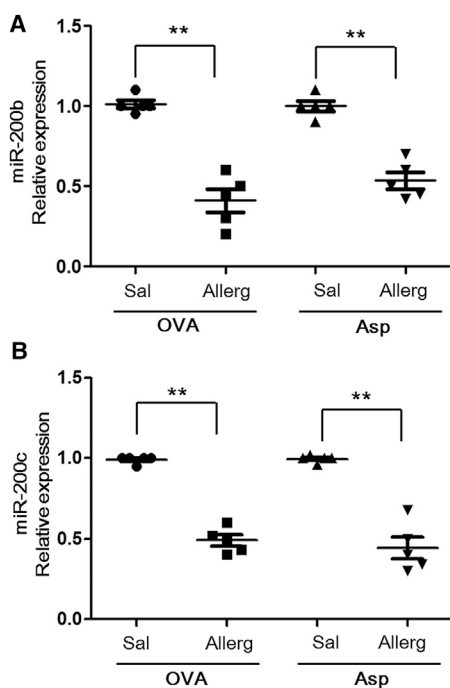 A
miR-200b
Relative expression
1.5
1.0
0.5
0.0
**
**
Sal
Allerg
Sal
Allerg
OVA
Asp
B
miR-200c
Relative expression
1.5
1.0
0.5
0.0
**
**
Sal
Allerg
Sal
Allerg
OVA
Asp